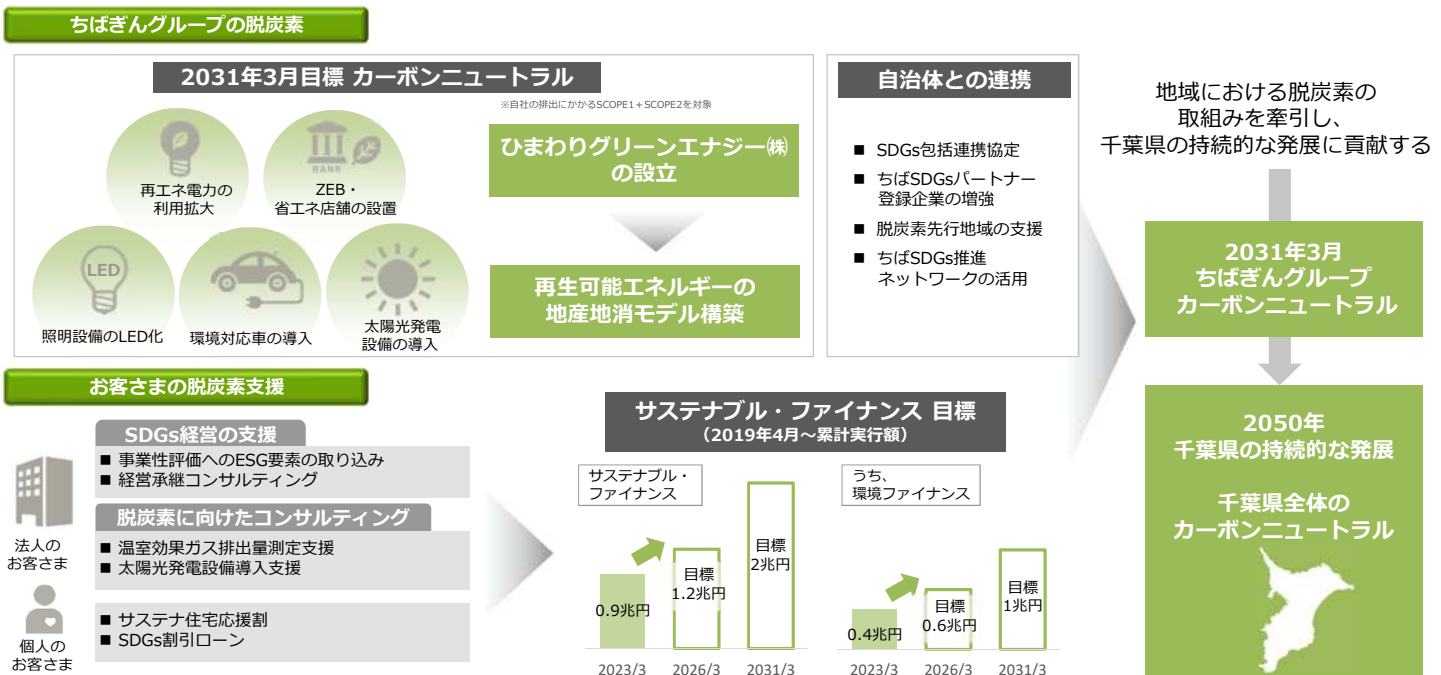 ちばぎんグループの脱炭素
2031年3月目標 カーボンニュートラル
※自社の排出にかかるSCOPE1+SCOPE2を対象
再エネ電力の
利用拡大
BANK
ZEB・
省エネ店舗の設置
LED
照明設備のLED化
環境対応車の導入
太陽光発電
設備の導入
ひまわりグリーンエナジー㈱
の設立
再生可能エネルギーの
地産地消モデル構築
自治体との連携
■ SDGs包括連携協定
■ ちばSDGsパートナー
登録企業の増強
■ 脱炭素先行地域の支援
■ ちばSDGs推進
ネットワークの活用
地域における脱炭素の
取組みを牽引し、
千葉県の持続的な発展に貢献する
2031年3月
ちばぎんグループ
カーボンニュートラル
2050年
千葉県の持続的な発展
千葉県全体の
カーボンニュートラル
お客さまの脱炭素支援
法人の
お客さま
SDGs経営の支援
■ 事業性評価へのESG要素の取り込み
■ 経営承継コンサルティング
脱炭素に向けたコンサルティング
■ 温室効果ガス排出量測定支援
■ 太陽光発電設備導入支援
個人の
お客さま
■ サステナ住宅応援割
■ SDGs割引ローン
サステナブル・ファイナンス 目標
(2019年4月~累計実行額)
サステナブル・
ファイナンス
0.9兆円
目標
1.2兆円
目標
2兆円
2023/3 2026/3 2031/3
うち、
環境ファイナンス
0.4兆円
目標
0.6兆円
目標
1兆円
2023/3 2026/3 2031/3